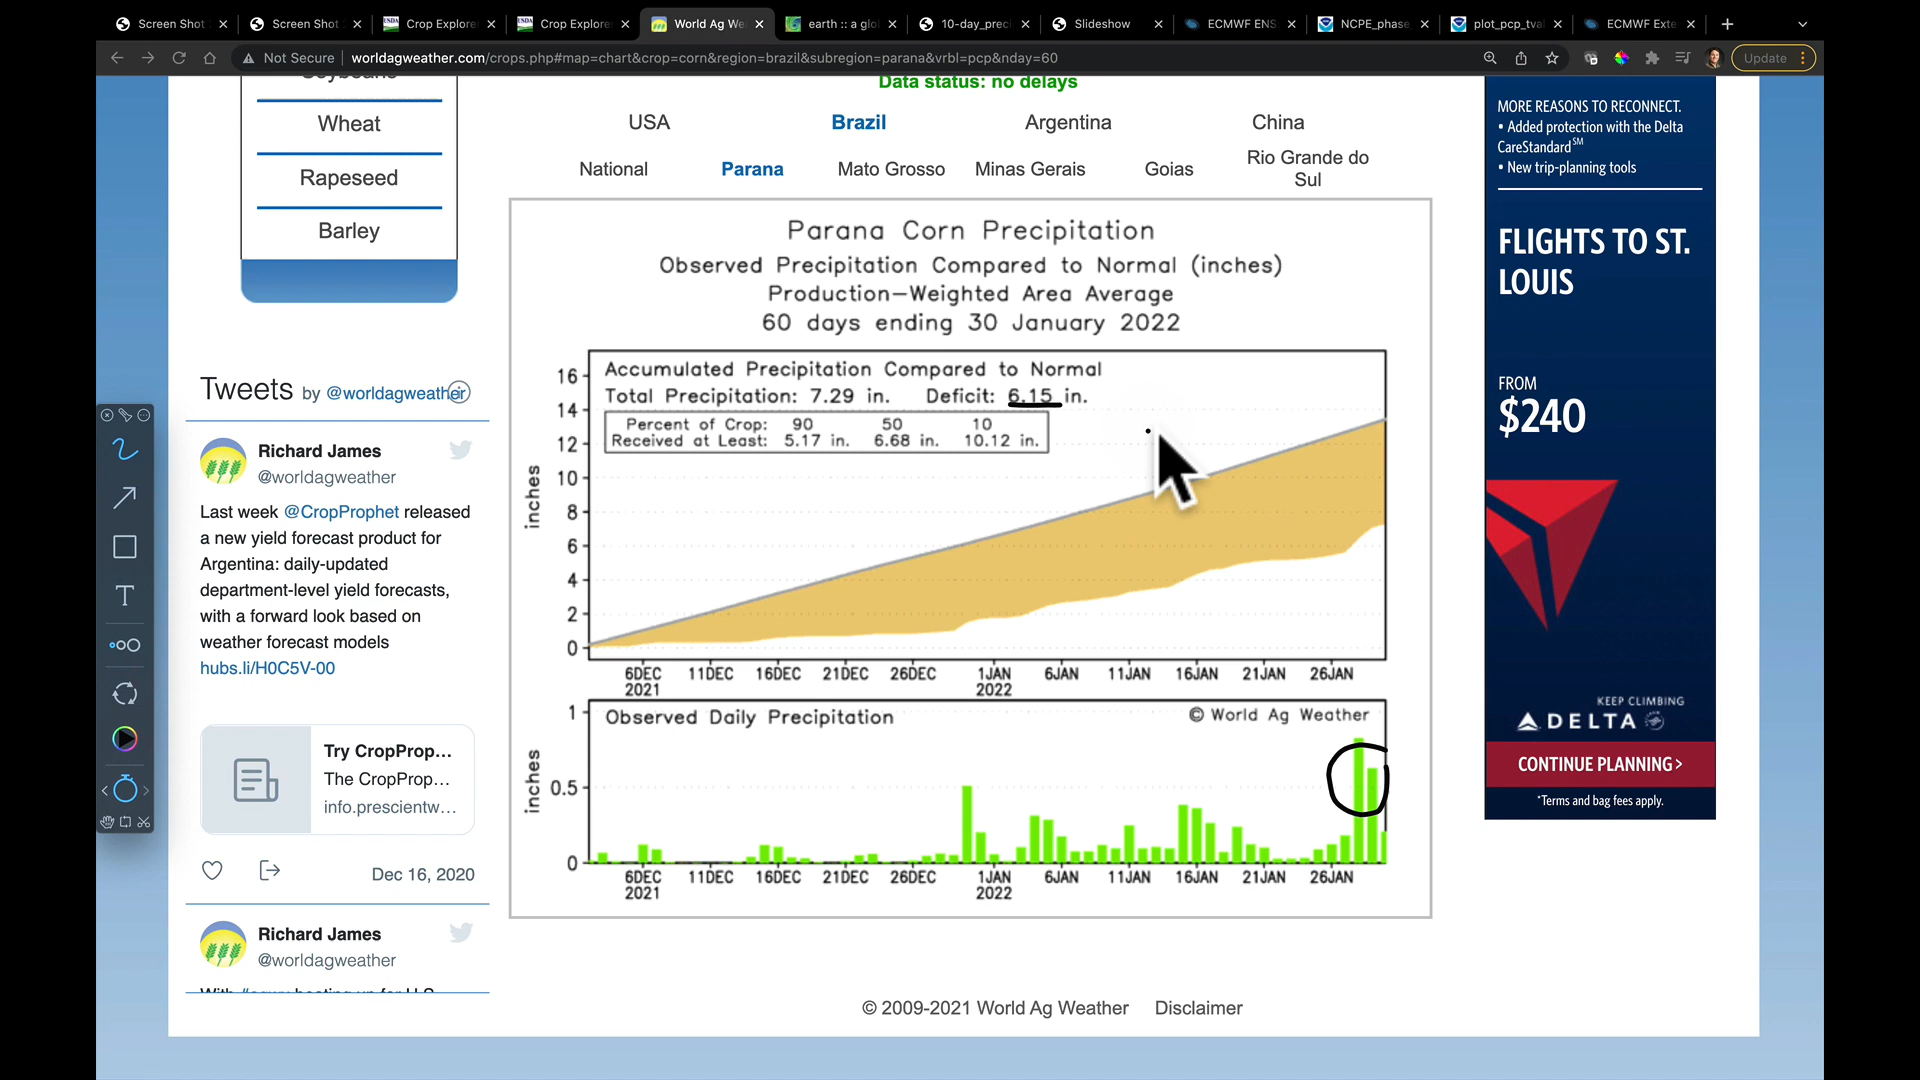 Screen Shot
Screen Shot
Crop Explore
Crop Explore
World Ag We
earth :: a glo
10-day_prec
Slideshow
ECMWF ENS
NCPE_phase
plot_pcp_tva
ECMWF Exte
Not Secure
worldagweather.com/crops.php#map=chart&crop=corn&region=brazil&subregion=parana&vrbl=pcp&nday=60
Update
Soybeans
Wheat
Rapeseed
Barley
Data status: no delays
USA
Brazil
Argentina
China
National
Parana
Mato Grosso
Minas Gerais
Goias
Rio Grande do
Sul
Parana Corn Precipitation
Observed Precipitation Compared to Normal (inches)
Production-Weighted Area Average
60 days ending 30 January 2022
Accumulated Precipitation Compared to Normal
Total Precipitation: 7.29 in. Deficit: 6.15 in.
Percent of Crop: 90 50 10
Received at Least: 5.17 in. 6.68 in. 10.12 in.
inches
16
14
12
10
8
6
4
2
0
6DEC 11DEC 16DEC 21DEC 26DEC 1JAN 6JAN 11JAN 16JAN 21JAN 26JAN
2021 2022
Observed Daily Precipitation
© World Ag Weather
inches
1
0.5
0
6DEC 11DEC 16DEC 21DEC 26DEC 1JAN 6JAN 11JAN 16JAN 21JAN 26JAN
2021 2022
Tweets by @worldagweather
Richard James
@worldagweather
Last week @CropProphet released
a new yield forecast product for
Argentina: daily-updated
department-level yield forecasts,
with a forward look based on
weather forecast models
hubs.li/H0C5V-00
Try CropProp...
The CropProp...
info.prescientw...
Dec 16, 2020
Richard James
@worldagweather
MORE REASONS TO RECONNECT.
• Added protection with the Delta
CareStandard SM
• New trip-planning tools
FLIGHTS TO ST.
LOUIS
FROM
$240
KEEP CLIMBING
DELTA
CONTINUE PLANNING >
*Terms and bag fees apply.
© 2009-2021 World Ag Weather
Disclaimer